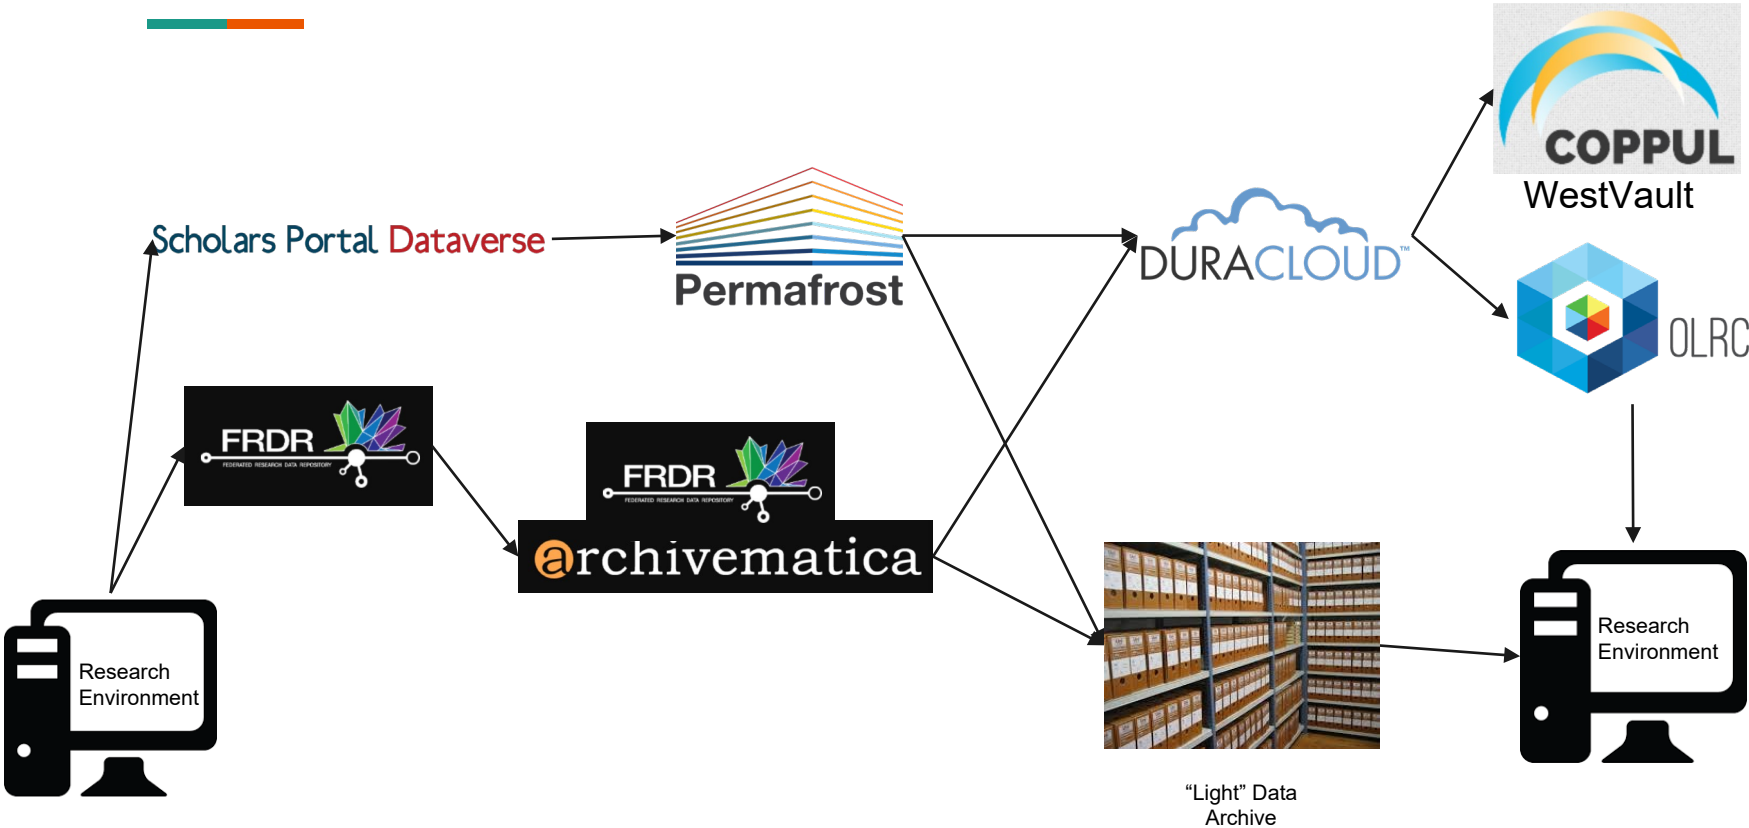 COPPUL
WestVault
Scholars Portal Dataverse
Permafrost
DURACLOUD™
OLRC
FRDR
FEDERATED RESEARCH DATA REPOSITORY
FRDR
FEDERATED RESEARCH DATA REPOSITORY
archivematica
Research
Environment
Research
Environment
“Light” Data
Archive